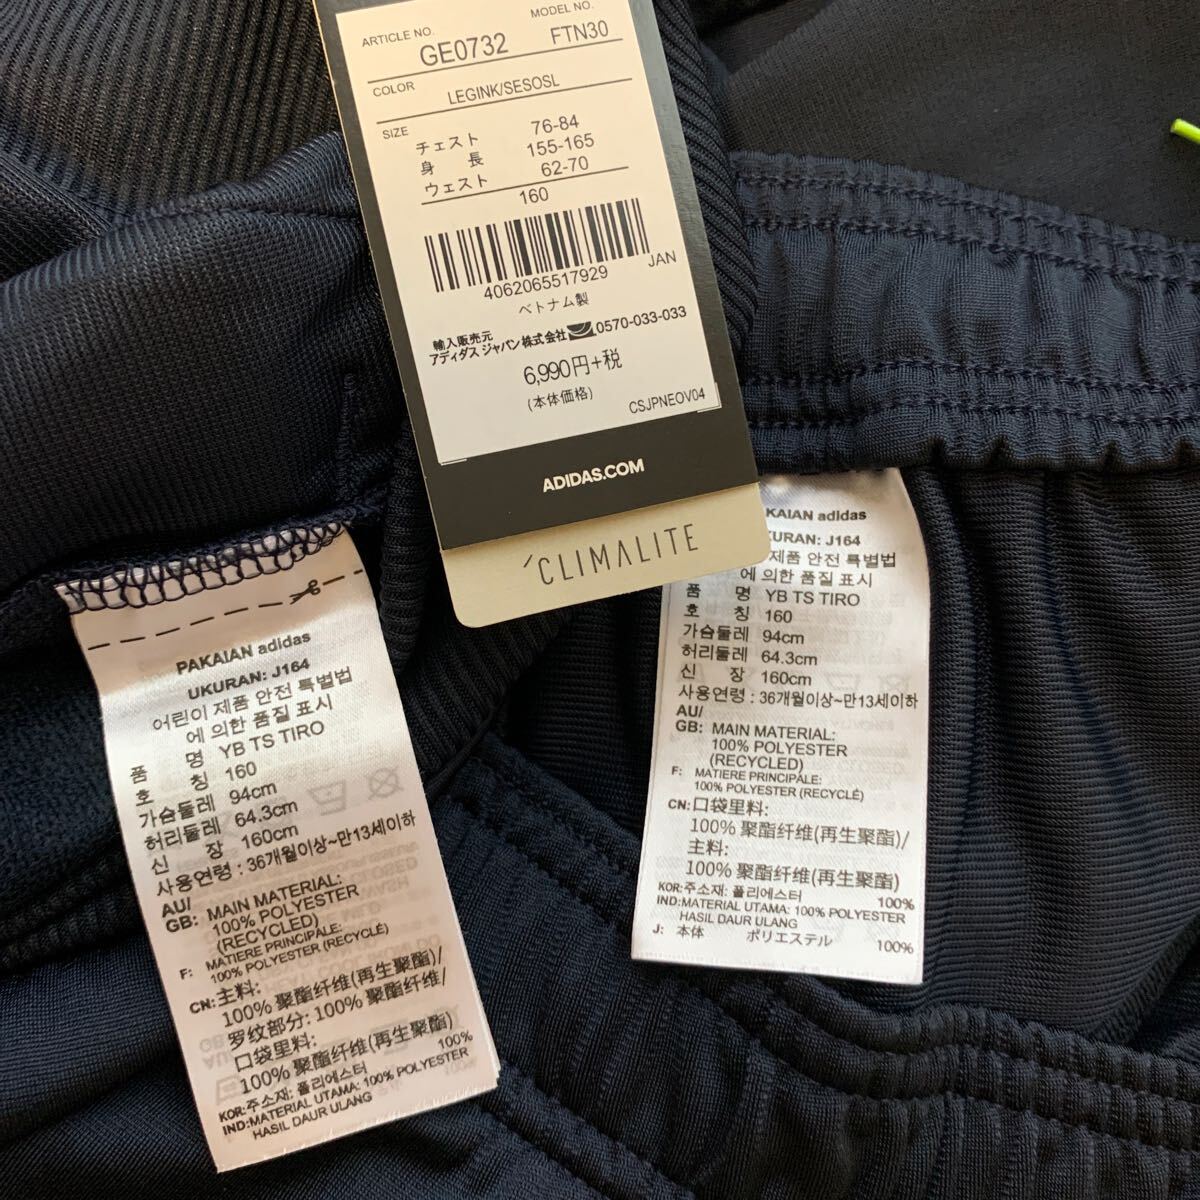 ARTICLE NO. GE0732
MODEL NO. FTN30
COLOR LEGINK/SESOSL
SIZE
チェスト 76-84
身 長 155-165
ウェスト 62-70
160
4062065517929 JAN
ベトナム製
輸入販売元
アディダス ジャパン株式会社 0570-033-033
6,990円+税
(本体価格)
CSJPNEOV04
ADIDAS.COM
CLIMALITE
PAKAIAN adidas
UKURAN: J164
어린이 제품 안전 특별법
에 의한 품질 표시
품 명 YB TS TIRO
호 칭 160
가슴둘레 94cm
허리둘레 64.3cm
신 장 160cm
사용연령 : 36개월이상~만13세이하
AU/
GB: MAIN MATERIAL:
100% POLYESTER
(RECYCLED)
F: MATIERE PRINCIPALE:
100% POLYESTER (RECYCLÉ)
CN: 主料:
100% 聚酯纤维(再生聚酯)/
罗纹部分: 100% 聚酯纤维/
口袋里料:
100% 聚酯纤维(再生聚酯)
KOR: 주소재: 폴리에스터 100%
IND: MATERIAL UTAMA: 100% POLYESTER
HASIL DAUR ULANG
KAIAN adidas
KURAN: J164
제품 안전 특별법
에 의한 품질 표시
품 명 YB TS TIRO
호 칭 160
가슴둘레 94cm
허리둘레 64.3cm
신 장 160cm
사용연령 : 36개월이상~만13세이하
AU/
GB: MAIN MATERIAL:
100% POLYESTER
(RECYCLED)
F: MATIERE PRINCIPALE:
100% POLYESTER (RECYCLÉ)
CN: 口袋里料:
100% 聚酯纤维(再生聚酯)/
主料:
100% 聚酯纤维(再生聚酯)
KOR: 주소재: 폴리에스터 100%
IND: MATERIAL UTAMA: 100% POLYESTER
HASIL DAUR ULANG
J: 本体 ポリエステル 100%